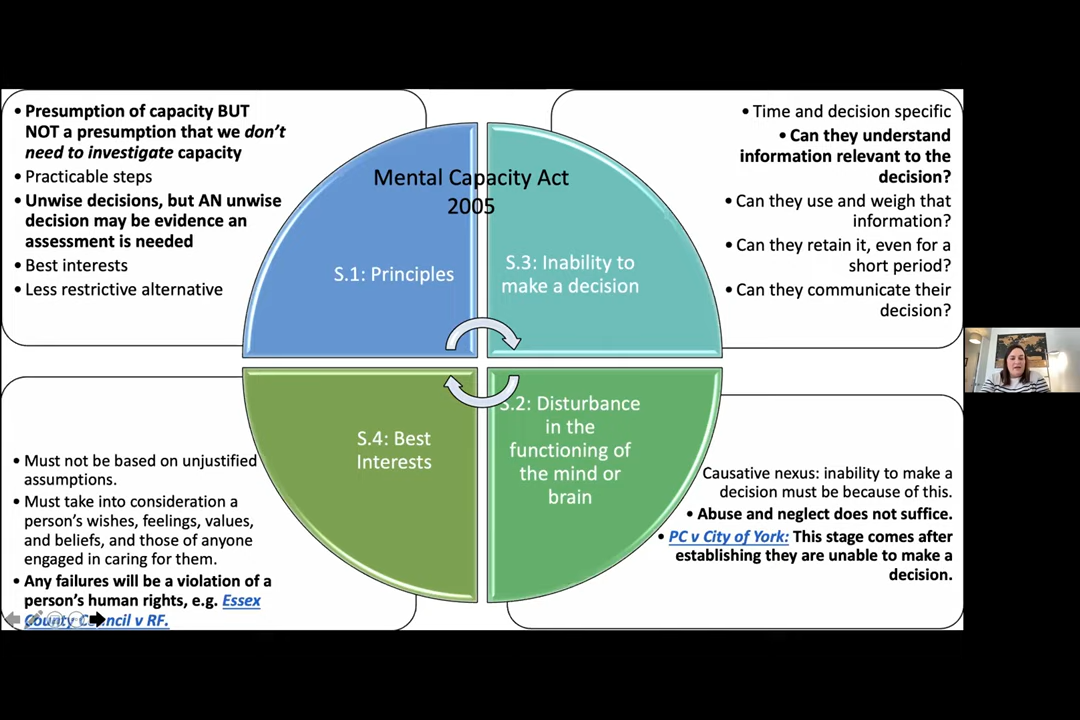 • Presumption of capacity BUT
NOT a presumption that we don't
need to investigate capacity
• Practicable steps
• Unwise decisions, but AN unwise
decision may be evidence an
assessment is needed
• Best interests
• Less restrictive alternative
Mental Capacity Act
2005
S.1: Principles
S.3: Inability to
make a decision
• Time and decision specific
• Can they understand
information relevant to the
decision?
• Can they use and weigh that
information?
• Can they retain it, even for a
short period?
• Can they communicate their
decision?
• Must not be based on unjustified
assumptions.
• Must take into consideration a
person's wishes, feelings, values,
and beliefs, and those of anyone
engaged in caring for them.
• Any failures will be a violation of a
person's human rights, e.g. Essex
County Council v RF.
S.4: Best
Interests
S.2: Disturbance
in the
functioning of
the mind or
brain
Causative nexus: inability to make a
decision must be because of this.
• Abuse and neglect does not suffice.
• PC v City of York: This stage comes after
establishing they are unable to make a
decision.